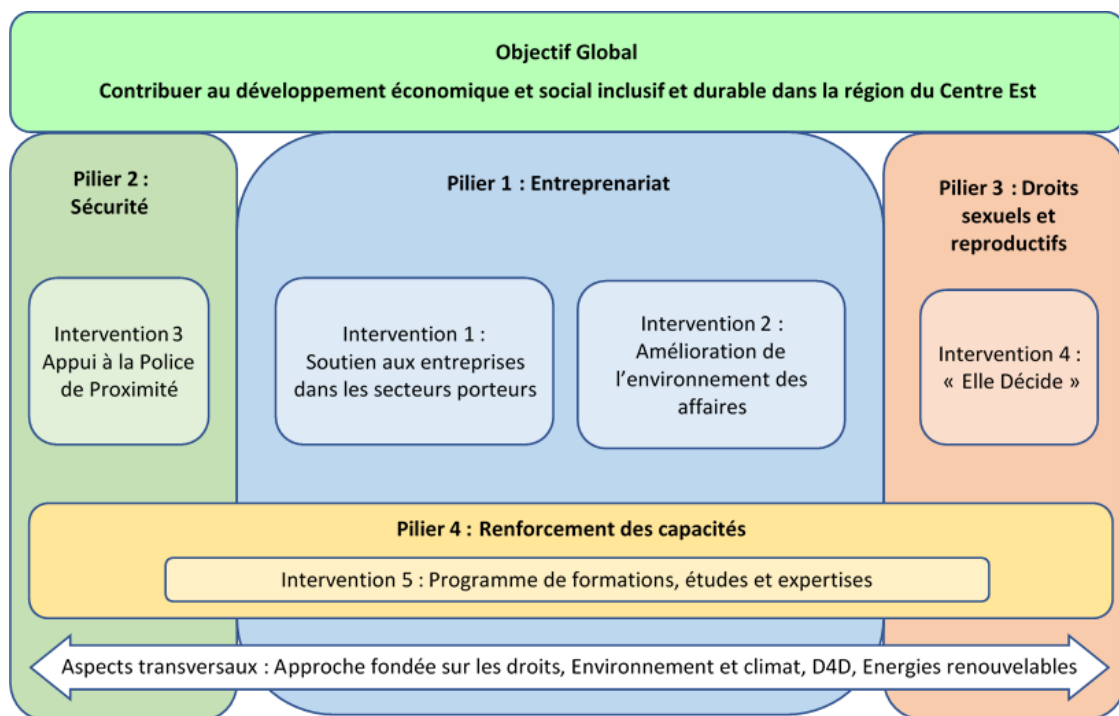 Objectif Global
Contribuer au développement économique et social inclusif et durable dans la région du Centre Est
Pilier 2 :
Sécurité
Pilier 1 : Entreprenariat
Pilier 3 : Droits
sexuels et
reproductifs
Intervention 3
Appui à la Police
de Proximité
Intervention 1 :
Soutien aux entreprises
dans les secteurs porteurs
Intervention 2 :
Amélioration de
l’environnement des
affaires
Intervention 4 :
« Elle Décide »
Pilier 4 : Renforcement des capacités
Intervention 5 : Programme de formations, études et expertises
Aspects transversaux : Approche fondée sur les droits, Environnement et climat, D4D, Energies renouvelables